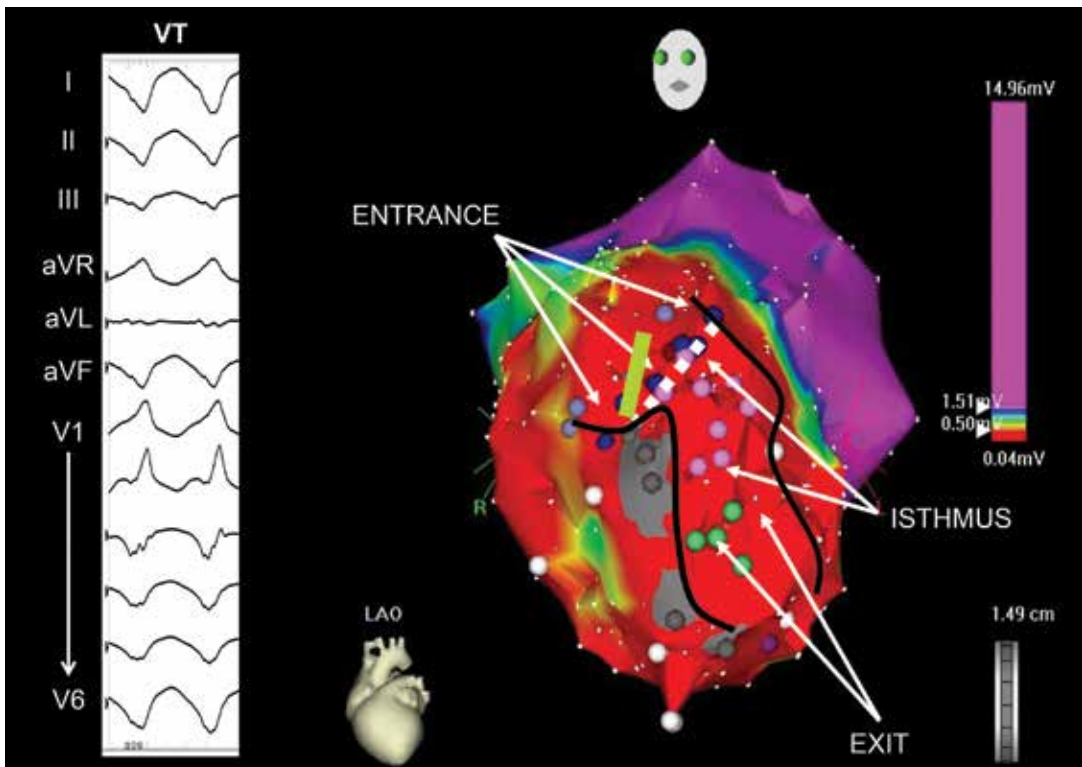 VT
I
II
III
aVR
aVL
aVF
V1
V6
ENTRANCE
ISTHMUS
EXIT
R
LAO
14.96mV
1.51mV
0.50mV
0.04mV
1.49 cm